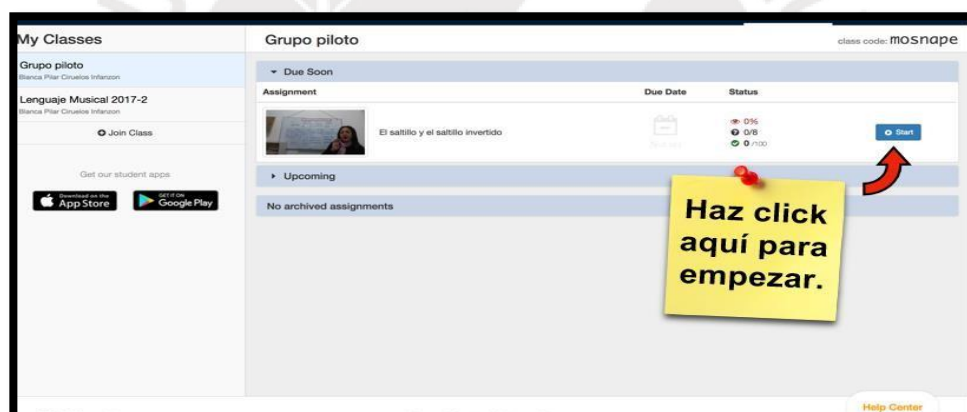 My Classes
Grupo piloto
class code: mosnape
Grupo piloto
Blanca Pilar Ciruelos Infanzon
Lenguaje Musical 2017-2
Blanca Pilar Ciruelos Infanzon
Join Class
Get our student apps
Download on the
App Store
GET IT ON
Google Play
Due Soon
Assignment Due Date Status
El saltillo y el saltillo invertido
0%
0/8
0 /100
Start
Upcoming
No archived assignments
Haz click
aquí para
empezar.
Help Center